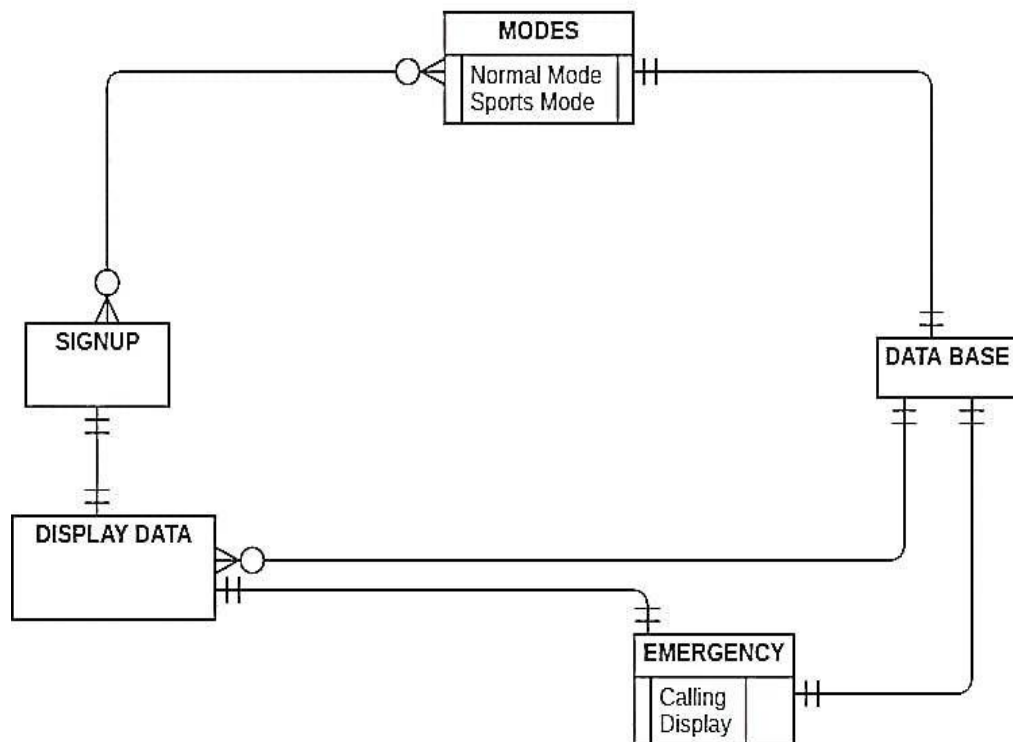 MODES
Normal Mode
Sports Mode
SIGNUP
DATA BASE
DISPLAY DATA
EMERGENCY
Calling
Display